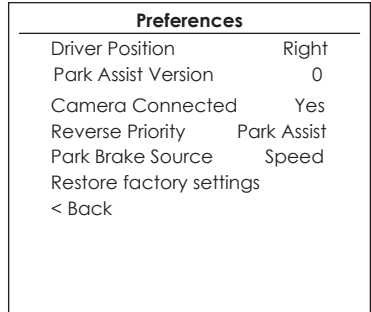 Preferences
Driver Position Right
Park Assist Version 0
Camera Connected Yes
Reverse Priority Park Assist
Park Brake Source Speed
Restore factory settings
< Back